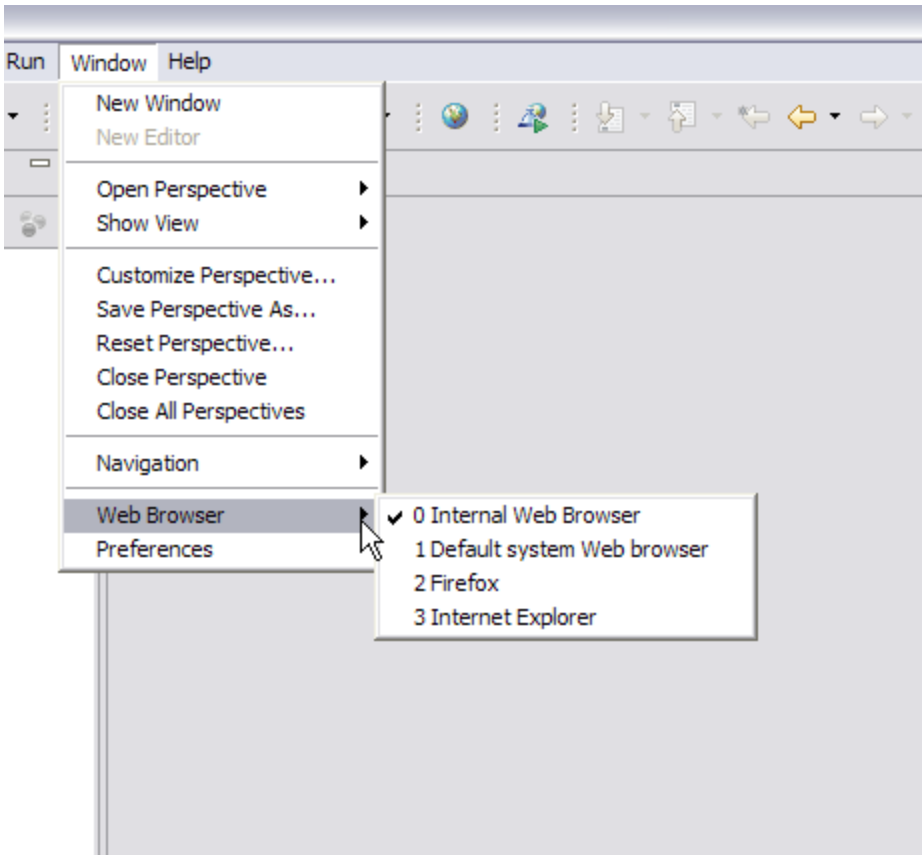 Run Window Help
New Window
New Editor
Open Perspective
Show View
Customize Perspective...
Save Perspective As...
Reset Perspective...
Close Perspective
Close All Perspectives
Navigation
Web Browser
Preferences
0 Internal Web Browser
1 Default system Web browser
2 Firefox
3 Internet Explorer